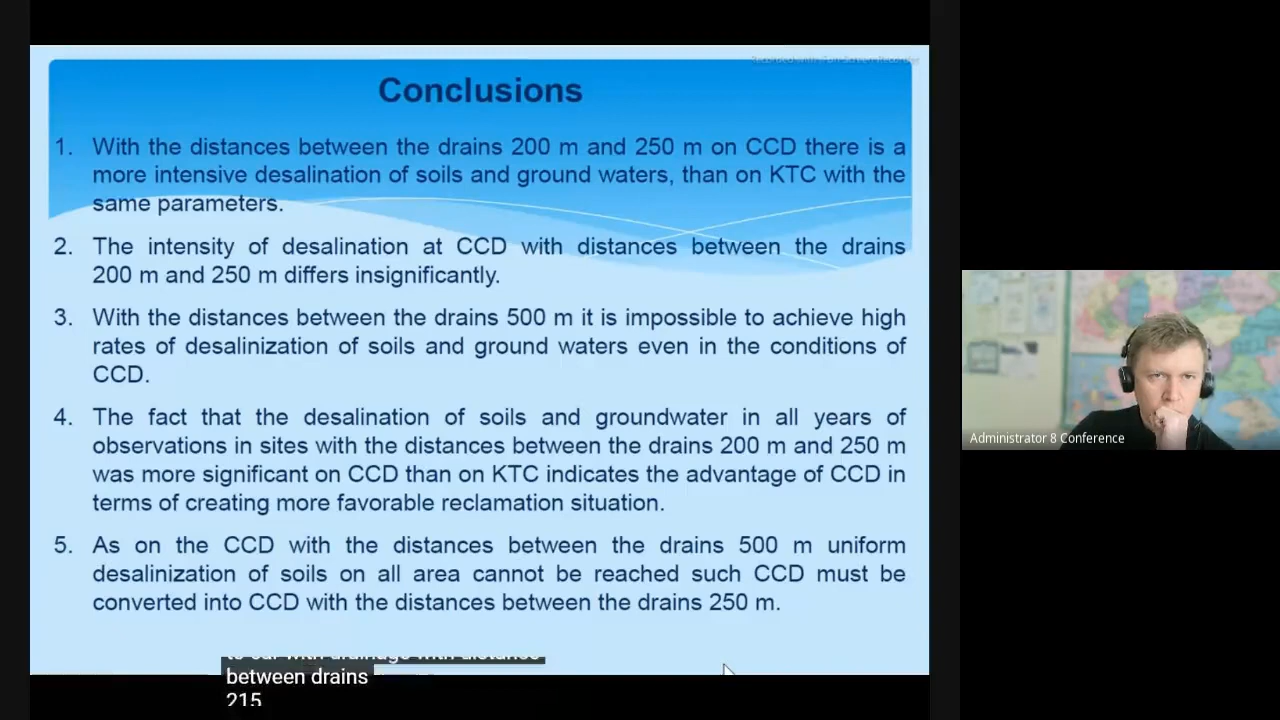 Conclusions
1. With the distances between the drains 200 m and 250 m on CCD there is a
more intensive desalination of soils and ground waters, than on KTC with the
same parameters.
2. The intensity of desalination at CCD with distances between the drains
200 m and 250 m differs insignificantly.
3. With the distances between the drains 500 m it is impossible to achieve high
rates of desalinization of soils and ground waters even in the conditions of
CCD.
4. The fact that the desalination of soils and groundwater in all years of
observations in sites with the distances between the drains 200 m and 250 m
was more significant on CCD than on KTC indicates the advantage of CCD in
terms of creating more favorable reclamation situation.
5. As on the CCD with the distances between the drains 500 m uniform
desalinization of soils on all area cannot be reached such CCD must be
converted into CCD with the distances between the drains 250 m.
between drains
215
Administrator 8 Conference